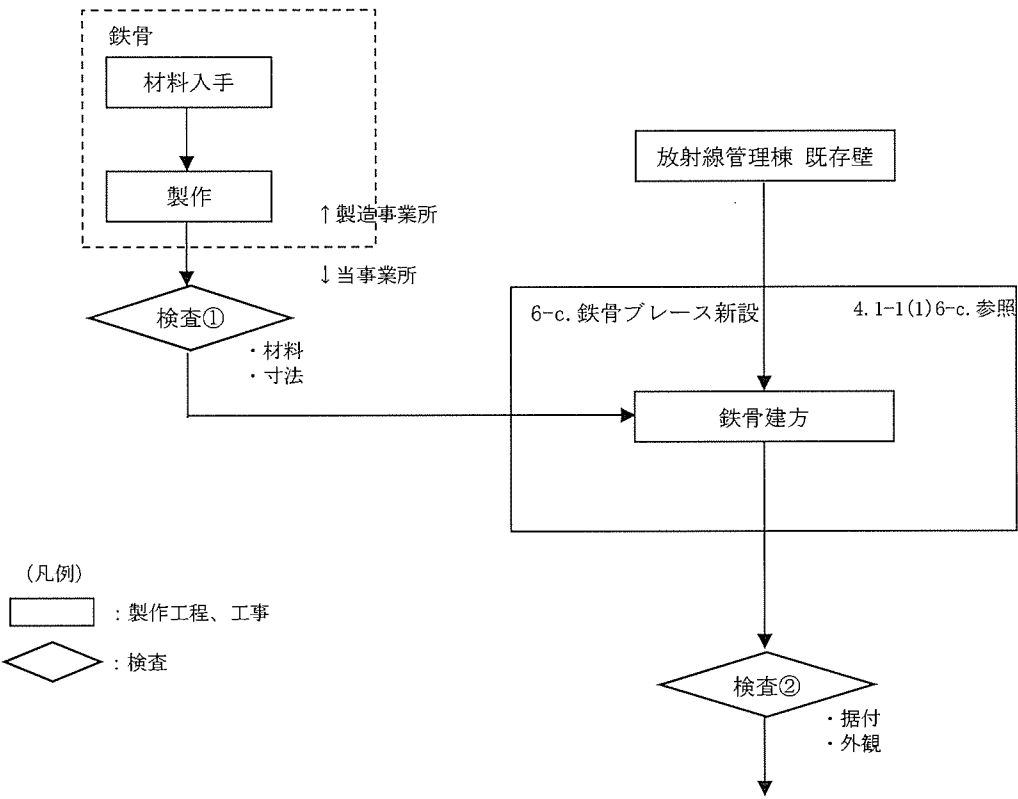 鉄骨
材料入手
製作
↑製造事業所
↓当事業所
検査①
・材料
・寸法
放射線管理棟 既存壁
6-c.鉄骨ブレース新設
4.1-1(1)6-c.参照
鉄骨建方
検査②
・据付
・外観
(凡例)
：製作工程、工事
：検査